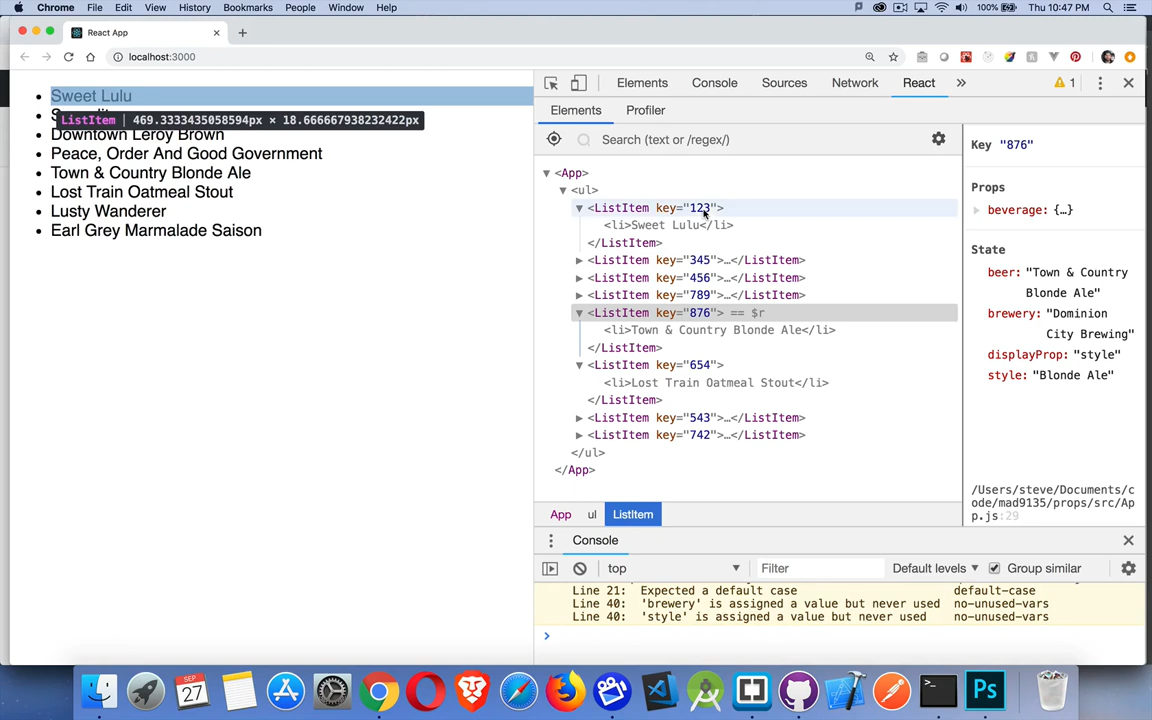 Chrome File Edit View History Bookmarks People Window Help 100% Thu 10:47 PM
React App
localhost:3000
Sweet Lulu
ListItem | 469.3333435058594px × 18.666667938232422px
Downtown Leroy Brown
Peace, Order And Good Government
Town & Country Blonde Ale
Lost Train Oatmeal Stout
Lusty Wanderer
Earl Grey Marmalade Saison
Elements Console Sources Network React » 1
Elements Profiler
Search (text or /regex/)
<App>
<ul>
<ListItem key="123">
<li>Sweet Lulu</li>
</ListItem>
<ListItem key="345">…</ListItem>
<ListItem key="456">…</ListItem>
<ListItem key="789">…</ListItem>
<ListItem key="876"> == $r
<li>Town & Country Blonde Ale</li>
</ListItem>
<ListItem key="654">
<li>Lost Train Oatmeal Stout</li>
</ListItem>
<ListItem key="543">…</ListItem>
<ListItem key="742">…</ListItem>
</ul>
</App>
App ul ListItem
Key "876"
Props
beverage: {…}
State
beer: "Town & Country
Blonde Ale"
brewery: "Dominion
City Brewing"
displayProp: "style"
style: "Blonde Ale"
/Users/steve/Documents/c
ode/mad9135/props/src/Ap
p.js:29
Console
top Filter Default levels Group similar
Line 21: Expected a default case default-case
Line 40: 'brewery' is assigned a value but never used no-unused-vars
Line 40: 'style' is assigned a value but never used no-unused-vars
>
SEP
27
Ps